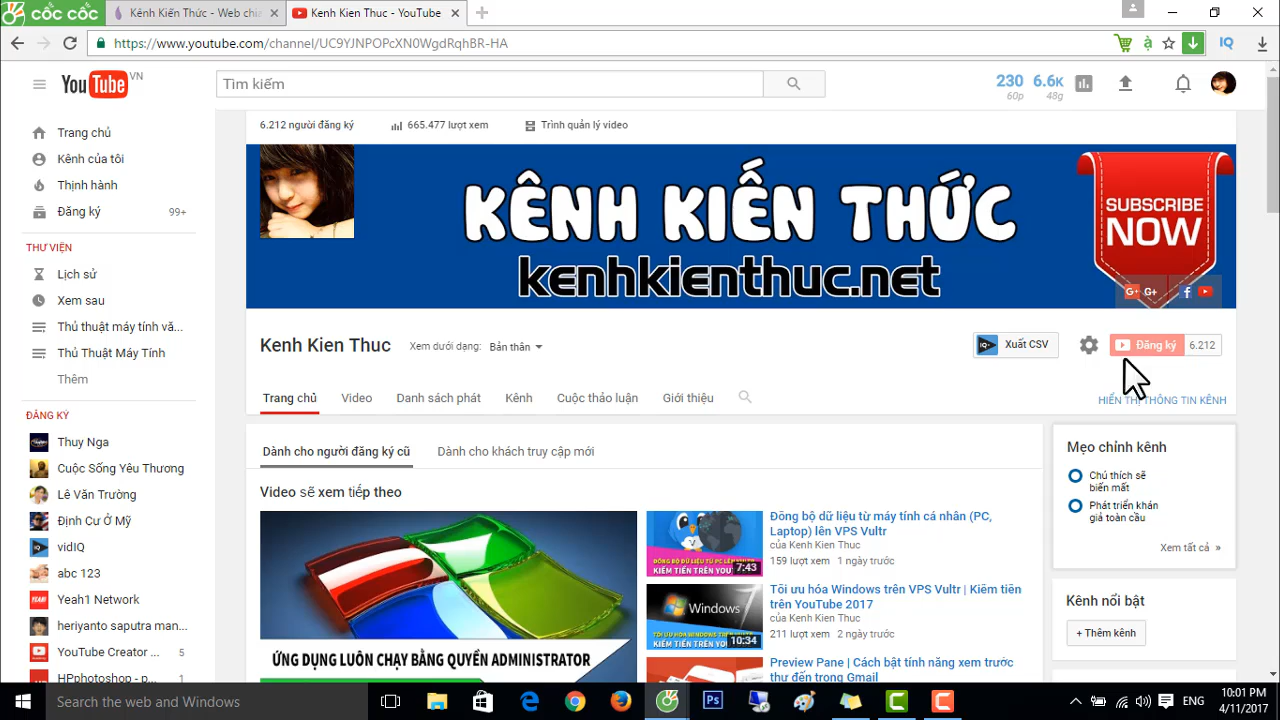 CỐC CỐC
Kênh Kiến Thức - Web chia
Kenh Kien Thuc - YouTube
https://www.youtube.com/channel/UC9YJNPOPcXN0WgdRqhBR-HA
YouTube VN
Tìm kiếm
230 6.6K
60p 48g
6.212 người đăng ký
665.477 lượt xem
Trình quản lý video
Trang chủ
Kênh của tôi
Thịnh hành
Đăng ký 99+
THƯ VIỆN
Lịch sử
Xem sau
Thủ thuật máy tính vă...
Thủ Thuật Máy Tính
Thêm
ĐĂNG KÝ
Thuy Nga
Cuộc Sống Yêu Thương
Lê Văn Trường
Định Cư Ở Mỹ
vidIQ
abc 123
Yeah1 Network
heriyanto saputra man...
YouTube Creator ... 5
HPphotoshop - p... 1
KÊNH KIẾN THỨC
kenhkienthuc.net
SUBSCRIBE
NOW
G+
Kenh Kien Thuc
Xem dưới dạng: Bản thân
Xuất CSV
Đăng ký 6.212
Trang chủ
Video
Danh sách phát
Kênh
Cuộc thảo luận
Giới thiệu
HIỂN THỊ THÔNG TIN KÊNH
Dành cho người đăng ký cũ
Dành cho khách truy cập mới
Video sẽ xem tiếp theo
ỨNG DỤNG LUÔN CHẠY BẰNG QUYỀN ADMINISTRATOR
ĐỒNG BỘ DỮ LIỆU TỪ PC LÊN VPS VULTR
KIẾM TIỀN TRÊN YOU
7:43
Đồng bộ dữ liệu từ máy tính cá nhân (PC,
Laptop) lên VPS Vultr
của Kenh Kien Thuc
159 lượt xem 1 ngày trước
Windows
KIẾM TIỀN TRÊN YOU
10:34
Tối ưu hóa Windows trên VPS Vultr | Kiếm tiền
trên YouTube 2017
của Kenh Kien Thuc
211 lượt xem 2 ngày trước
Preview Pane | Cách bật tính năng xem trước
thư đến trong Gmail
Mẹo chỉnh kênh
Chú thích sẽ
biến mất
Phát triển khán
giả toàn cầu
Xem tất cả »
Kênh nổi bật
+ Thêm kênh
Search the web and Windows
ENG
10:01 PM
4/11/2017